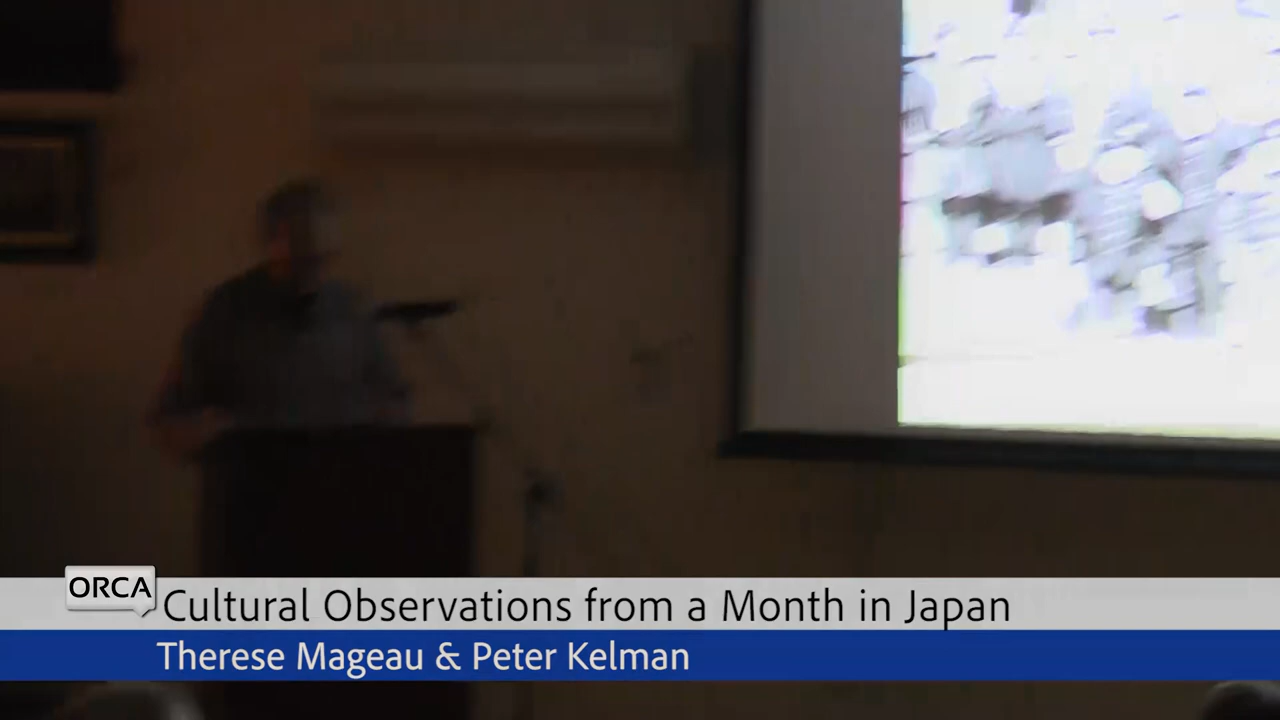 ORCA
Cultural Observations from a Month in Japan
Therese Mageau & Peter Kelman